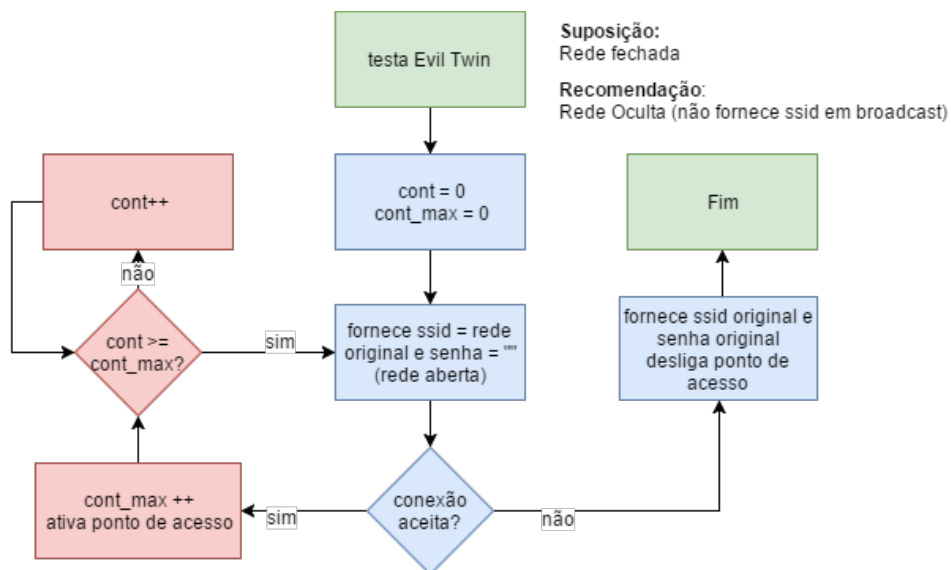 testa Evil Twin
Suposição:
Rede fechada
Recomendação:
Rede Oculta (não fornece ssid em broadcast)
cont++
cont = 0
cont_max = 0
Fim
não
cont >=
cont_max?
sim
fornece ssid = rede
original e senha = ""
(rede aberta)
fornece ssid original e
senha original
desliga ponto de
acesso
cont_max ++
ativa ponto de acesso
sim
conexão
aceita?
não